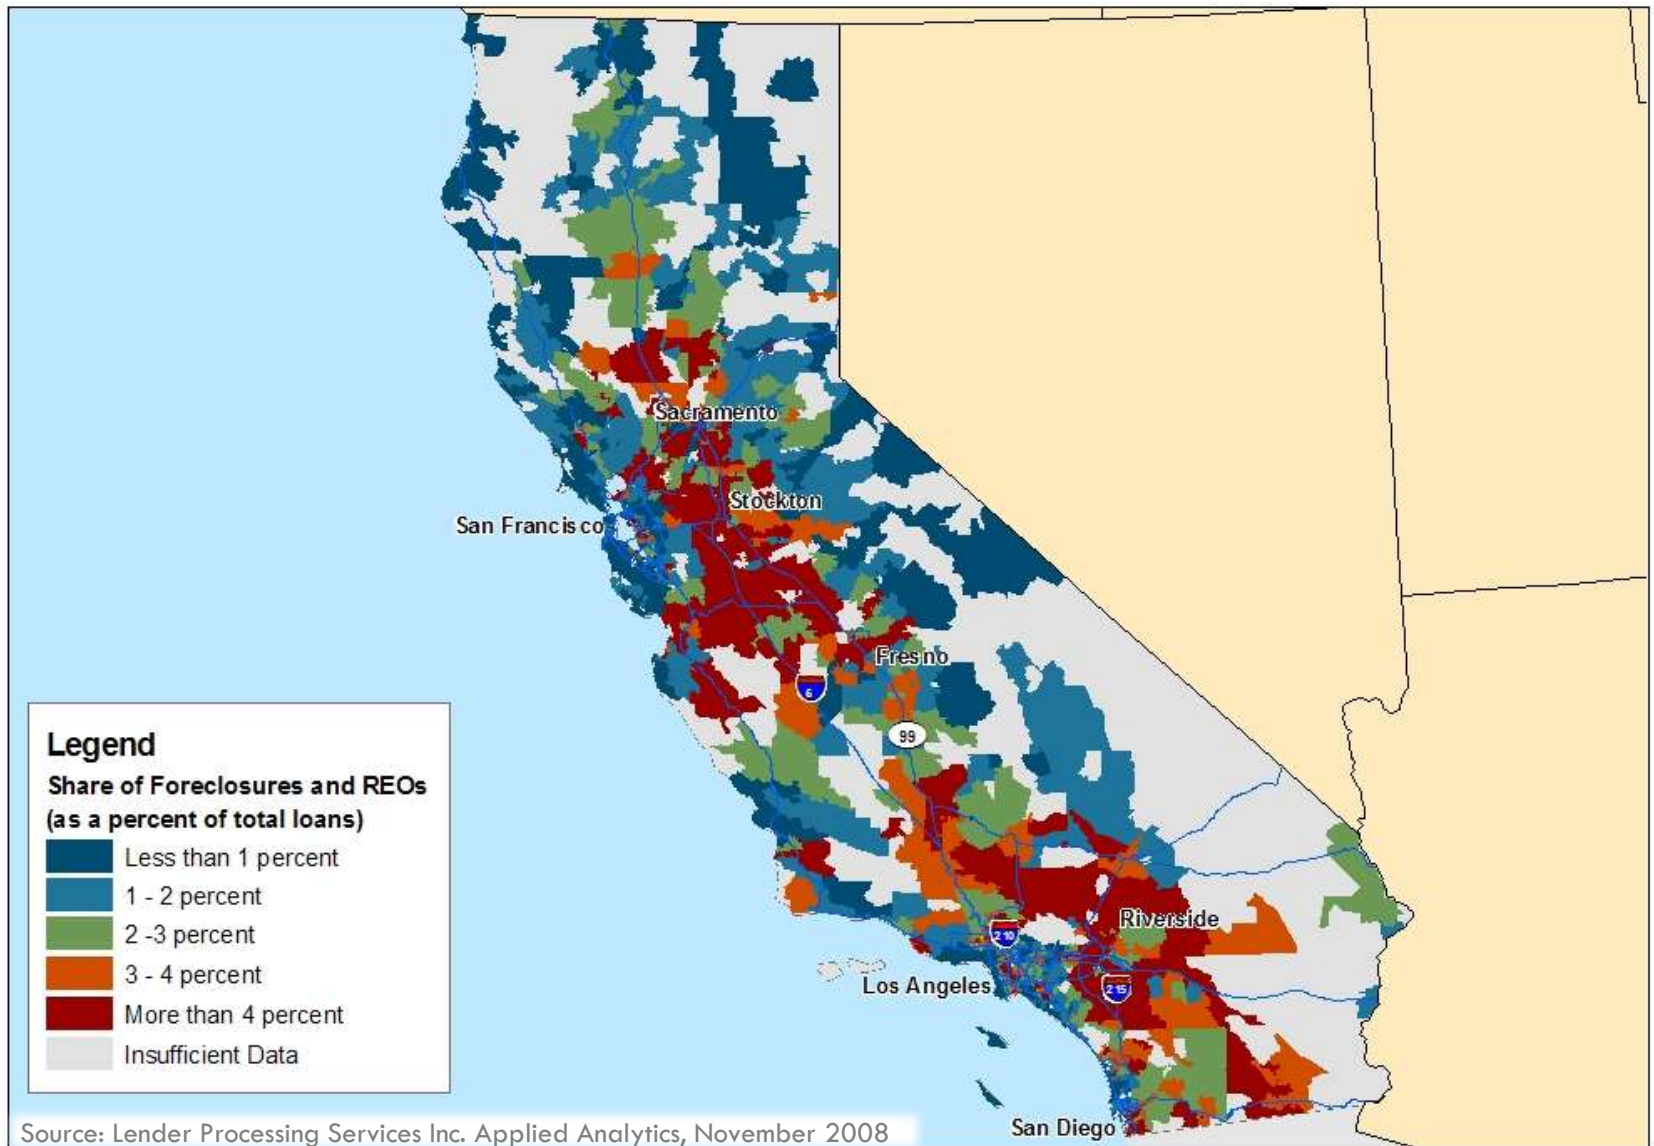 Sacramento
Stockton
San Francisco
Fresno
6
99
Legend
Share of Foreclosures and REOs
(as a percent of total loans)
Less than 1 percent
1 - 2 percent
2 -3 percent
3 - 4 percent
More than 4 percent
Insufficient Data
Riverside
210
Los Angeles
215
San Diego
Source: Lender Processing Services Inc. Applied Analytics, November 2008